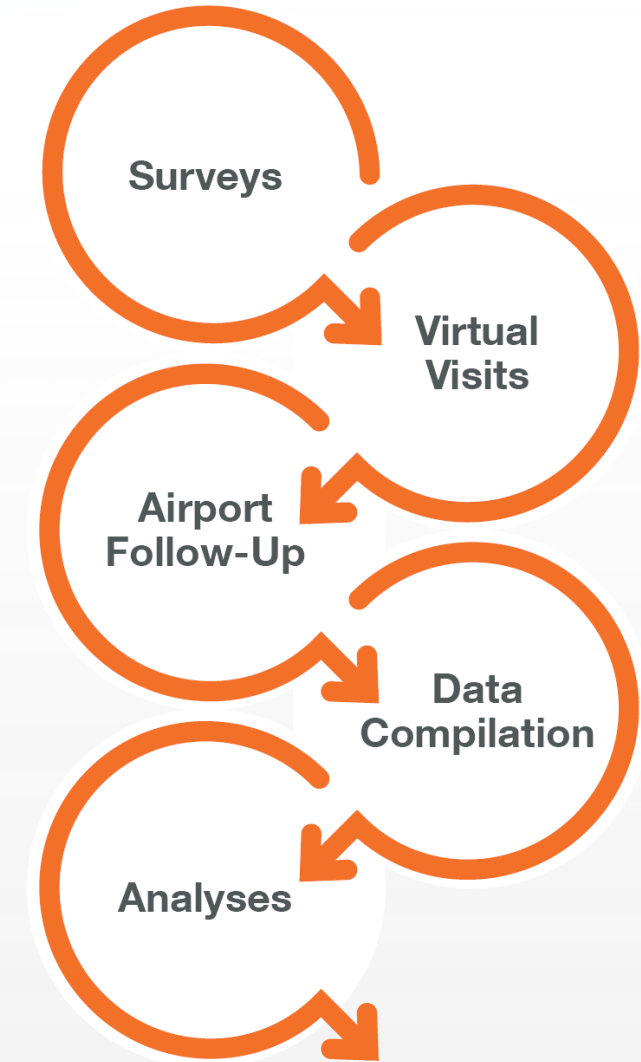 Surveys
Virtual
Visits
Airport
Follow-Up
Data
Compilation
Analyses